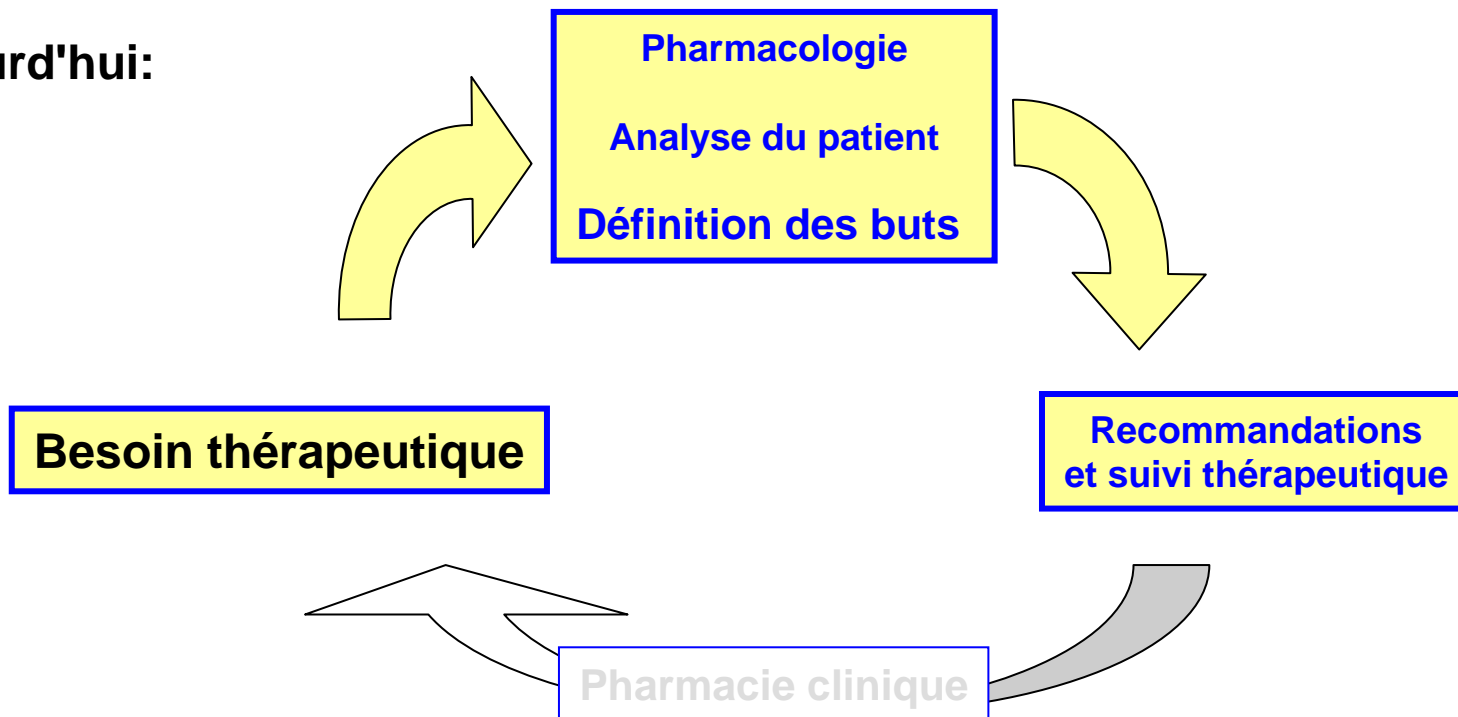 urd'hui:
Pharmacologie
Analyse du patient
Définition des buts
Besoin thérapeutique
Recommandations
et suivi thérapeutique
Pharmacie clinique